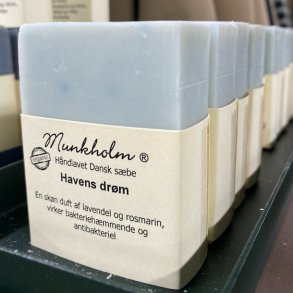 Munkholm ®
Håndlavet Dansk sæbe
Havens drøm
En skøn duft af lavendel og rosmarin,
virker bakteriehæmmende og
antibakteriel